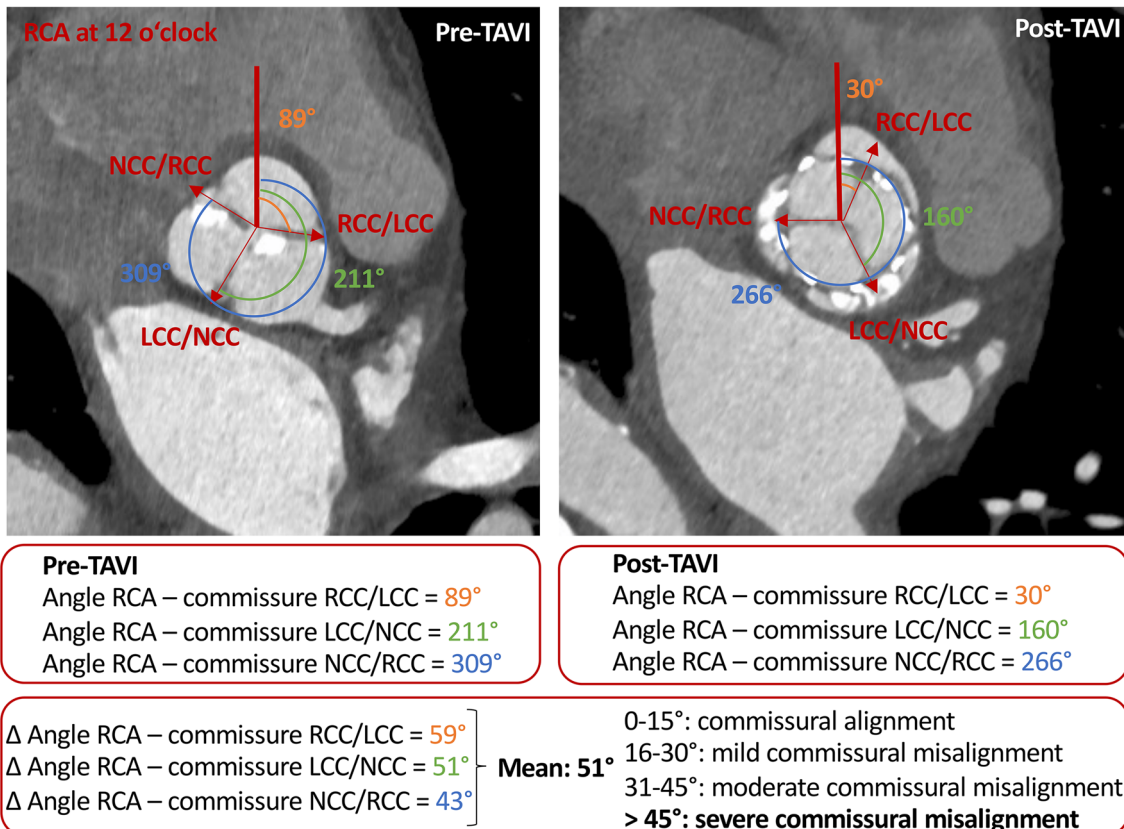 RCA at 12 o‘clock
Pre-TAVI
89°
NCC/RCC
RCC/LCC
309°
211°
LCC/NCC
Post-TAVI
30°
RCC/LCC
NCC/RCC
160°
266°
LCC/NCC
Pre-TAVI
Angle RCA – commissure RCC/LCC = 89°
Angle RCA – commissure LCC/NCC = 211°
Angle RCA – commissure NCC/RCC = 309°
Post-TAVI
Angle RCA – commissure RCC/LCC = 30°
Angle RCA – commissure LCC/NCC = 160°
Angle RCA – commissure NCC/RCC = 266°
Δ Angle RCA – commissure RCC/LCC = 59°
Δ Angle RCA – commissure LCC/NCC = 51°
Δ Angle RCA – commissure NCC/RCC = 43°
Mean: 51°
0-15°: commissural alignment
16-30°: mild commissural misalignment
31-45°: moderate commissural misalignment
> 45°: severe commissural misalignment